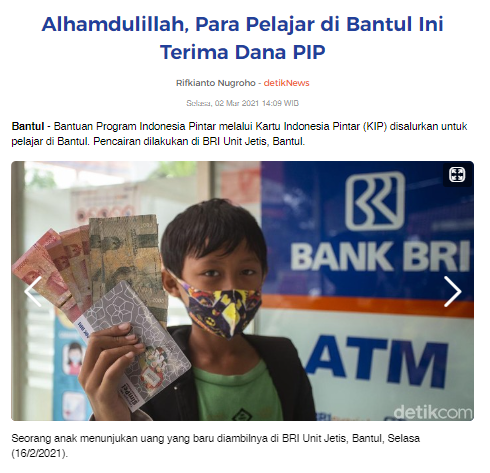 Alhamdulillah, Para Pelajar di Bantul Ini
Terima Dana PIP
Rifkianto Nugroho - detikNews
Selasa, 02 Mar 2021 14:09 WIB
Bantul - Bantuan Program Indonesia Pintar melalui Kartu Indonesia Pintar (KIP) disalurkan untuk
pelajar di Bantul. Pencairan dilakukan di BRI Unit Jetis, Bantul.
BANK BRI
ATM
detikcom
Seorang anak menunjukan uang yang baru diambilnya di BRI Unit Jetis, Bantul, Selasa
(16/2/2021).